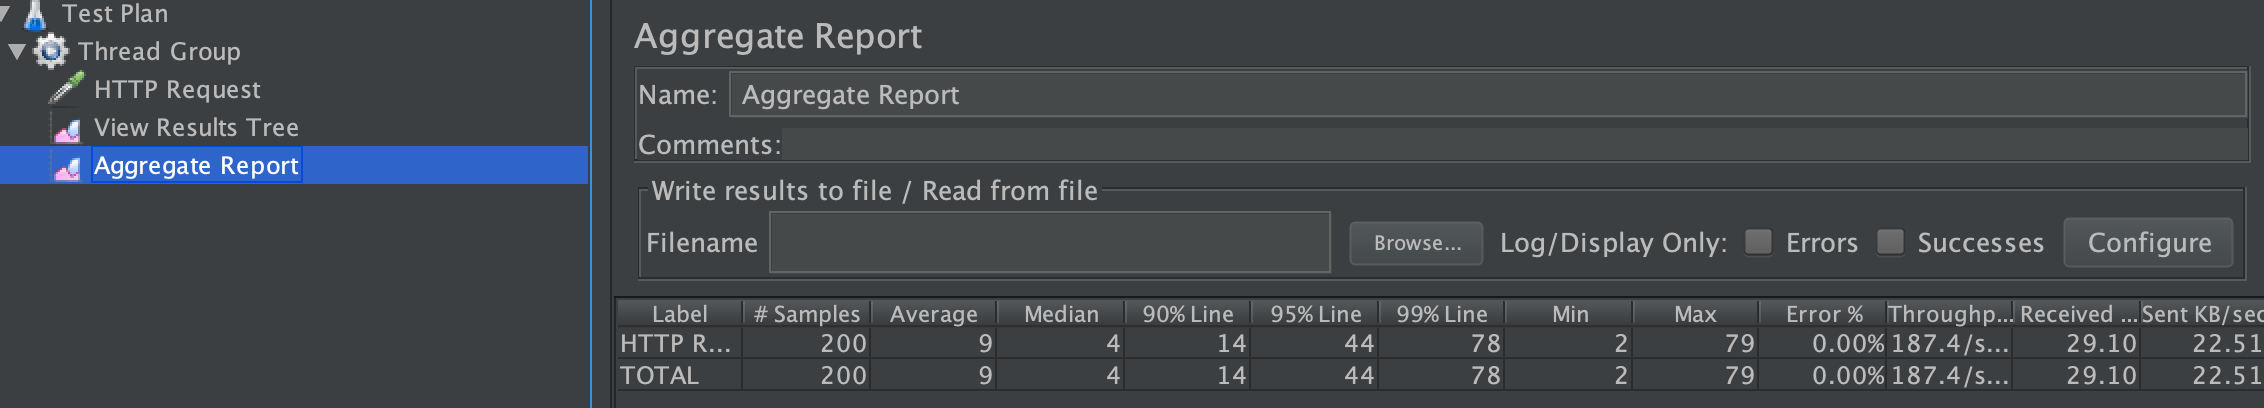 Test Plan
Thread Group
HTTP Request
View Results Tree
Aggregate Report
Aggregate Report
Name: Aggregate Report
Comments:
Write results to file / Read from file
Filename Browse... Log/Display Only: Errors Successes Configure
Label # Samples Average Median 90% Line 95% Line 99% Line Min Max Error % Throughp... Received ... Sent KB/sec
HTTP R... 200 9 4 14 44 78 2 79 0.00% 187.4/s... 29.10 22.51
TOTAL 200 9 4 14 44 78 2 79 0.00% 187.4/s... 29.10 22.51